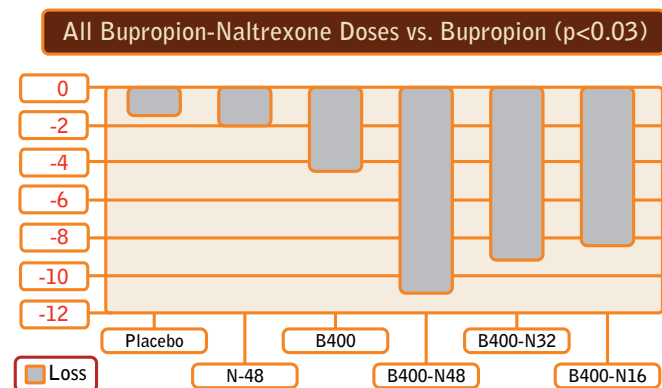 All Bupropion-Naltrexone Doses vs. Bupropion (p<0.03)
0
-2
-4
-6
-8
-10
-12
Placebo
B400
B400-N32
N-48
B400-N48
B400-N16
Loss